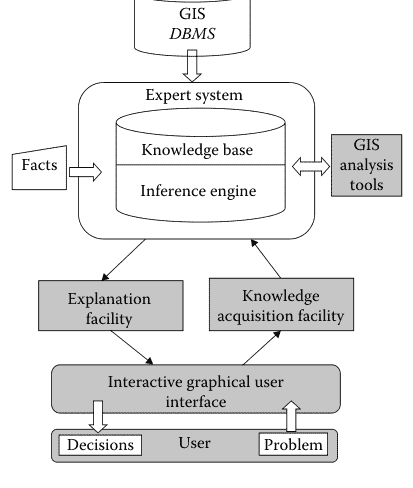 GIS
DBMS
Expert system
Knowledge base
Inference engine
Facts
GIS
analysis
tools
Explanation
facility
Knowledge
acquisition facility
Interactive graphical user
interface
Decisions
User
Problem